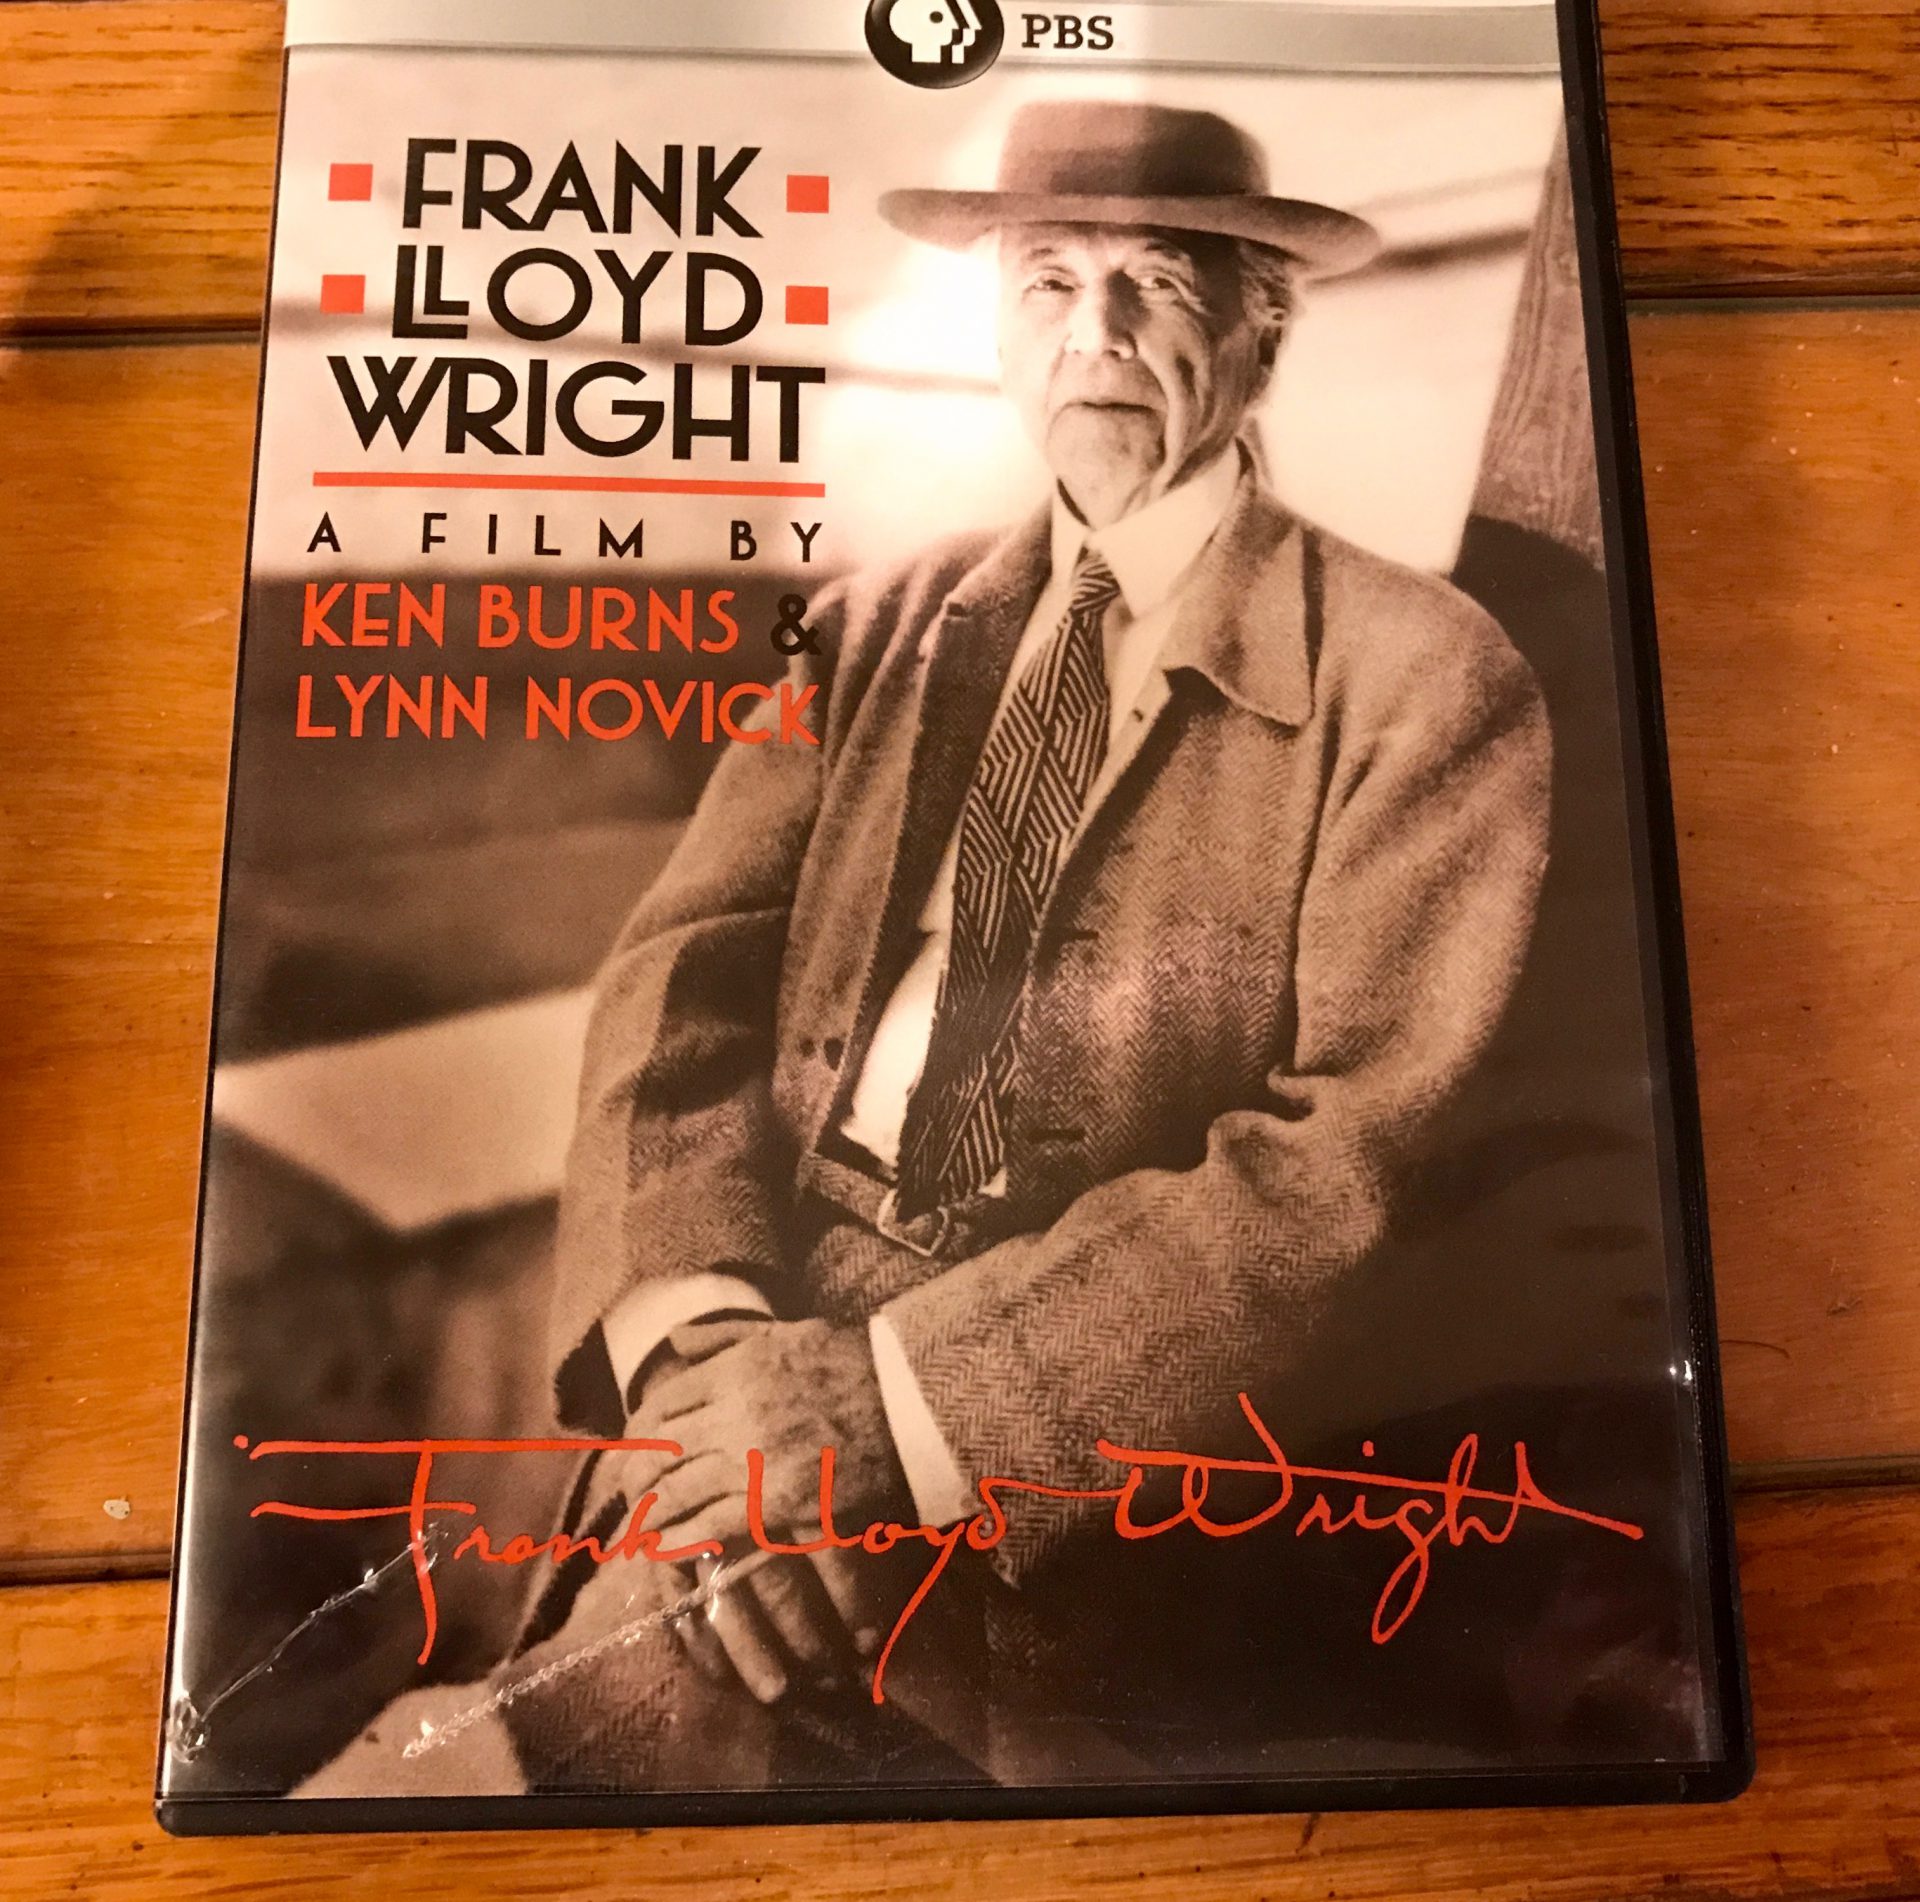 PBS
FRANK
LLOYD
WRIGHT
A FILM BY
KEN BURNS &
LYNN NOVICK
Frank Lloyd Wright